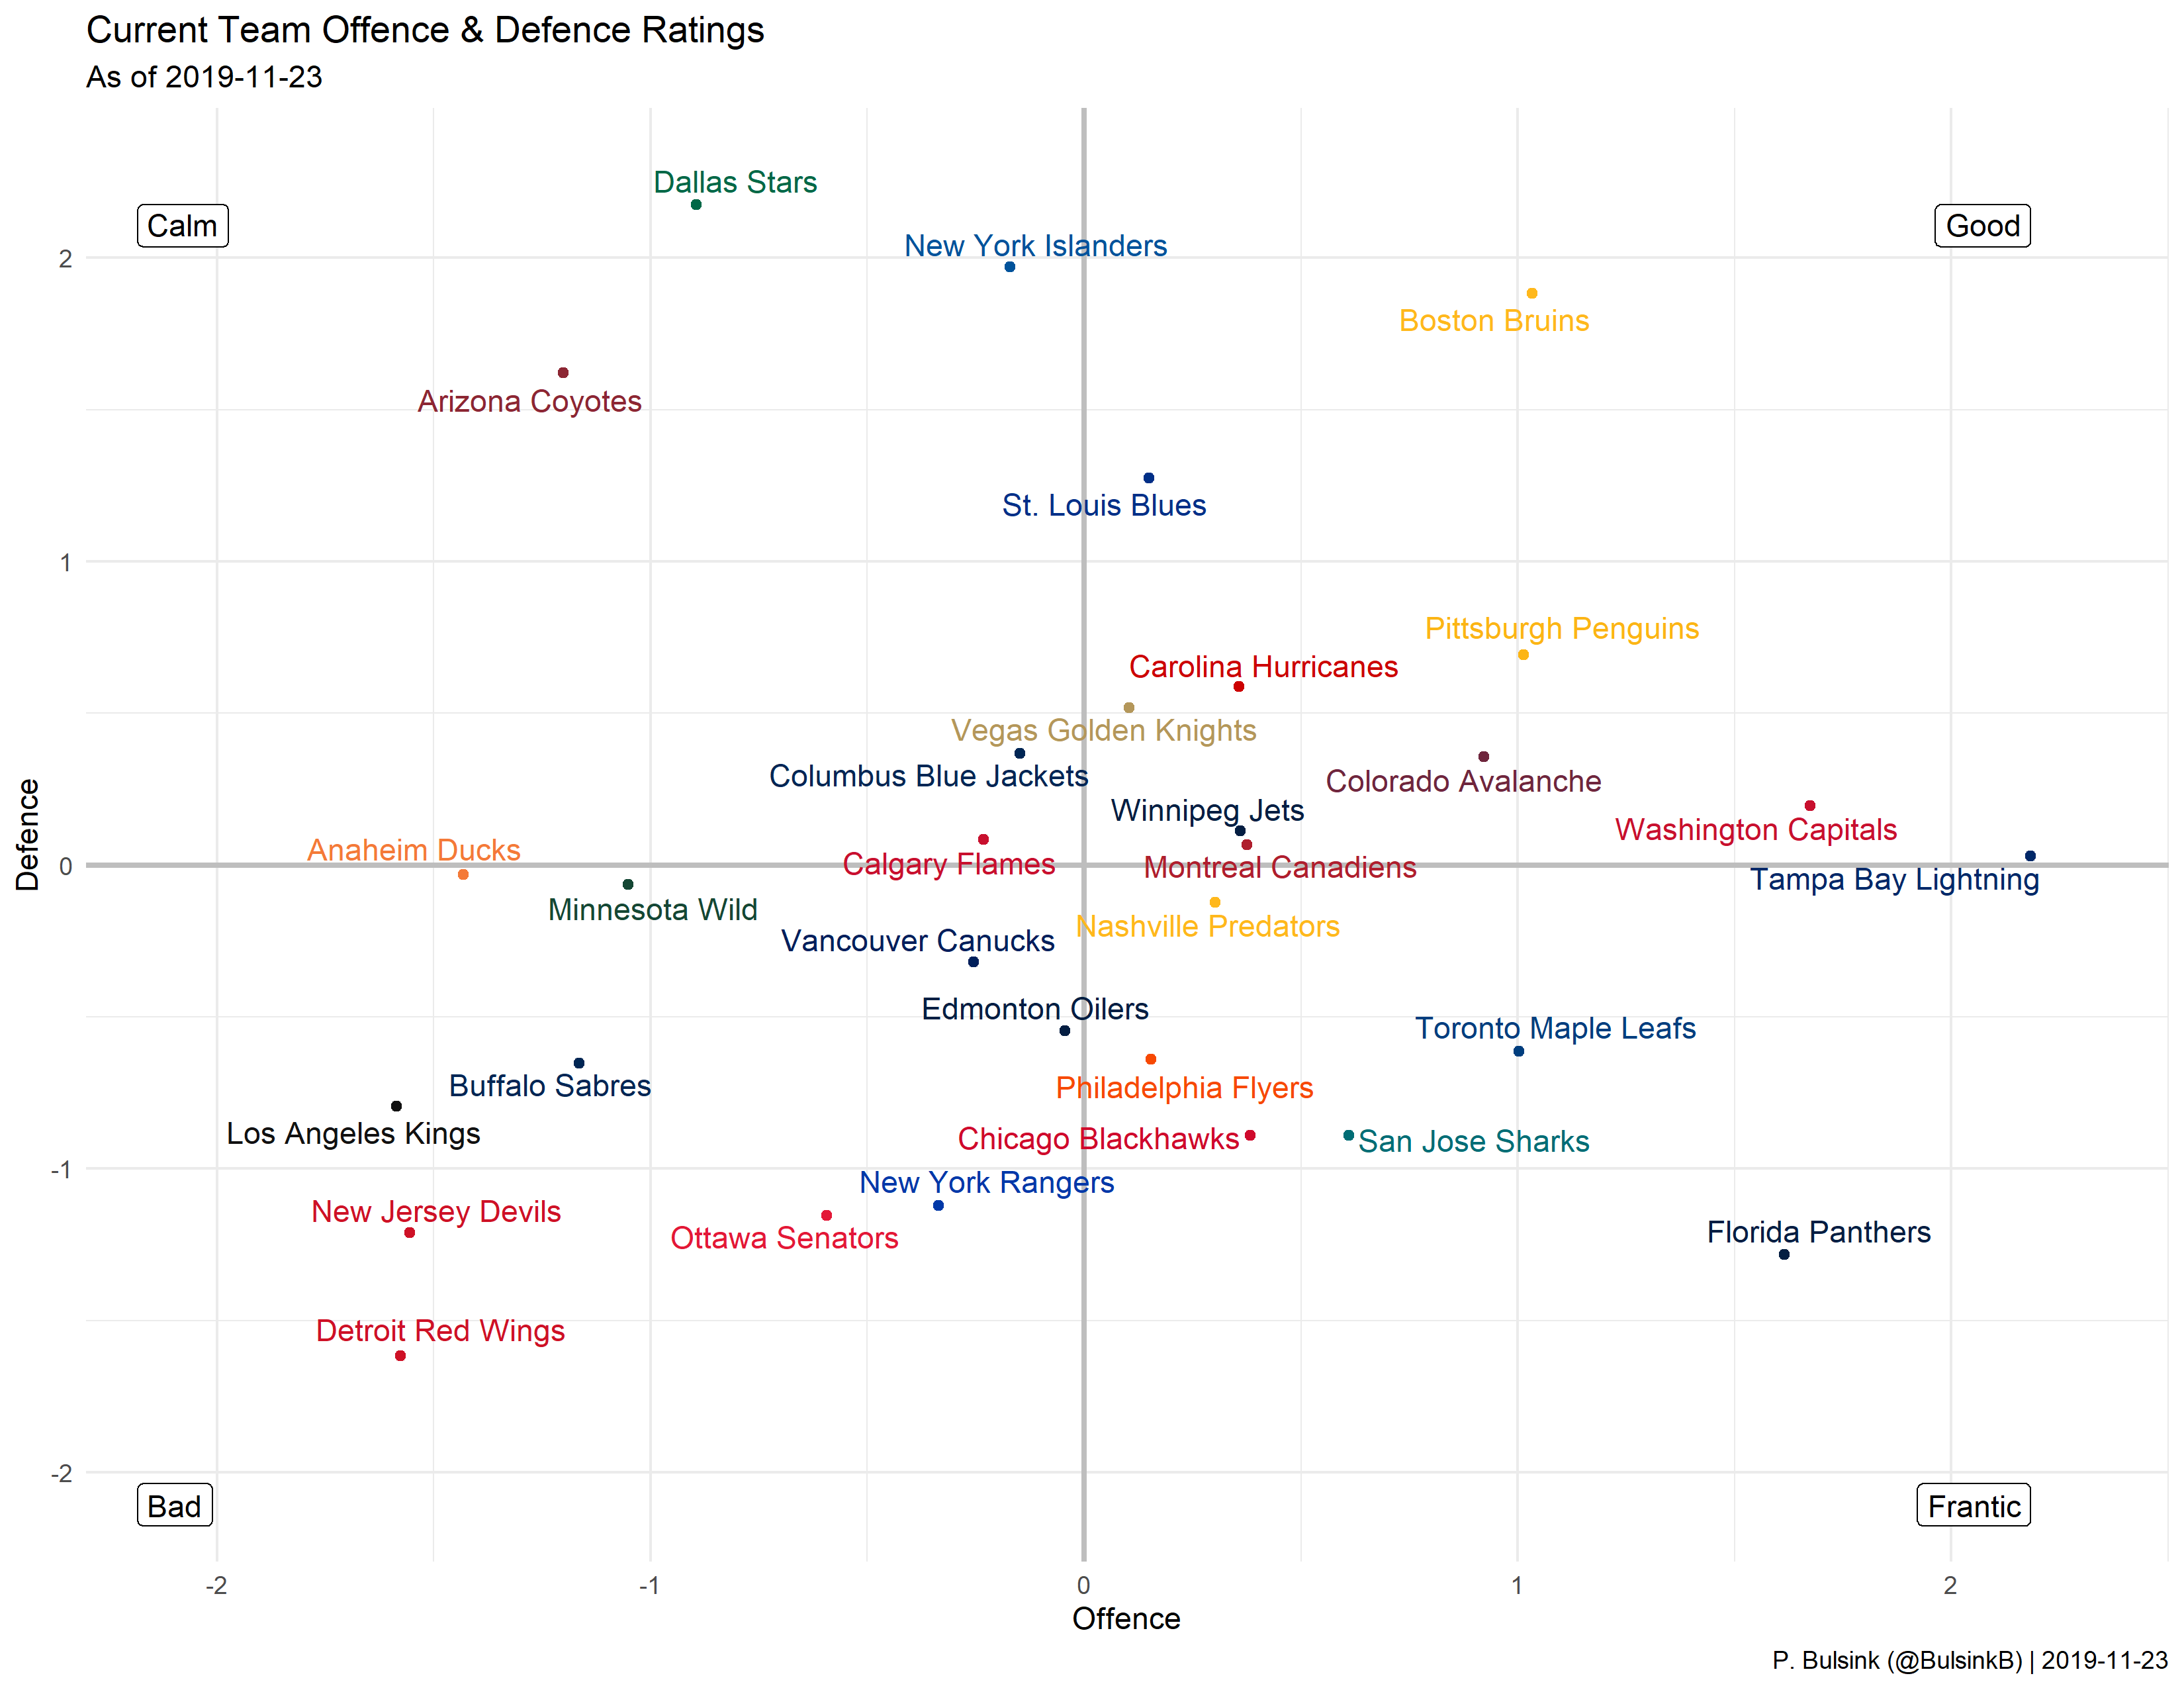 Current Team Offence & Defence Ratings
As of 2019-11-23
Dallas Stars
Calm
Good
New York Islanders
2
Boston Bruins
Arizona Coyotes
St. Louis Blues
1
Pittsburgh Penguins
Carolina Hurricanes
Vegas Golden Knights
Columbus Blue Jackets
Colorado Avalanche
Winnipeg Jets
Washington Capitals
Defence
Anaheim Ducks
Calgary Flames
0
Montreal Canadiens
Tampa Bay Lightning
Minnesota Wild
Nashville Predators
Vancouver Canucks
Edmonton Oilers
Toronto Maple Leafs
Buffalo Sabres
Philadelphia Flyers
Los Angeles Kings
Chicago Blackhawks
San Jose Sharks
-1
New York Rangers
New Jersey Devils
Ottawa Senators
Florida Panthers
Detroit Red Wings
-2
Bad
Frantic
-2 -1 0 1 2
Offence
P. Bulsink (@BulsinkB) | 2019-11-23